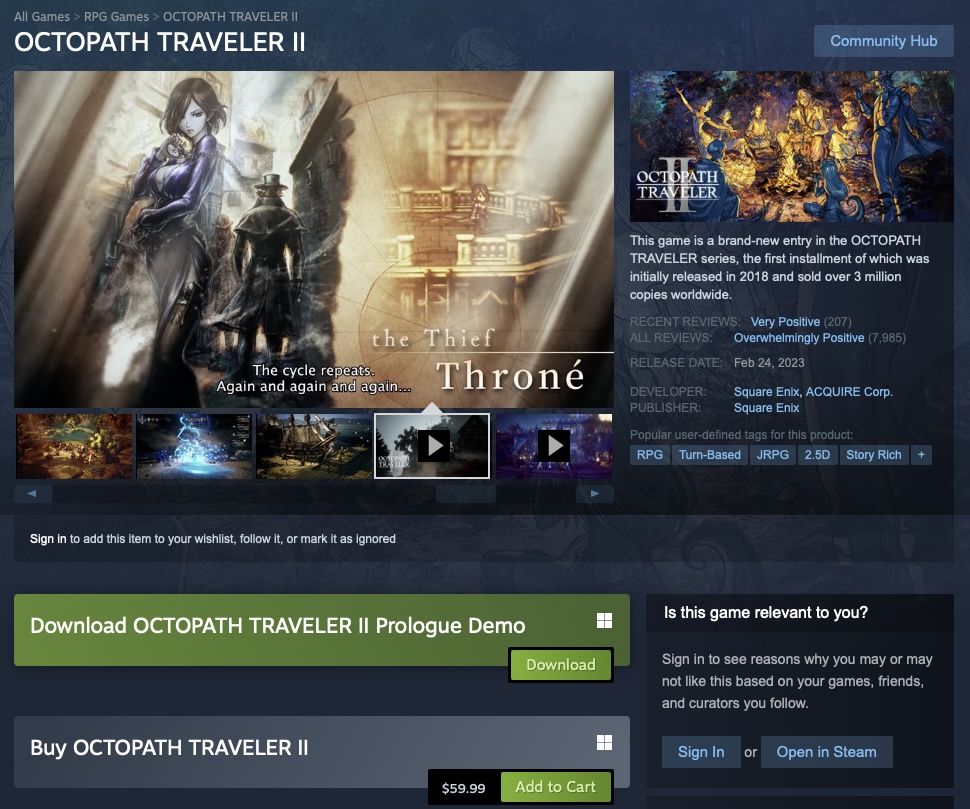 All Games > RPG Games > OCTOPATH TRAVELER II
OCTOPATH TRAVELER II
Community Hub
the Thief
Throné
The cycle repeats.
Again and again and again...
OCTOPATH
TRAVELER
II
This game is a brand-new entry in the OCTOPATH
TRAVELER series, the first installment of which was
initially released in 2018 and sold over 3 million
copies worldwide.
RECENT REVIEWS: Very Positive (207)
ALL REVIEWS: Overwhelmingly Positive (7,985)
RELEASE DATE: Feb 24, 2023
DEVELOPER: Square Enix, ACQUIRE Corp.
PUBLISHER: Square Enix
Popular user-defined tags for this product:
RPG Turn-Based JRPG 2.5D Story Rich +
Sign in to add this item to your wishlist, follow it, or mark it as ignored
Download OCTOPATH TRAVELER II Prologue Demo
Download
Buy OCTOPATH TRAVELER II
$59.99 Add to Cart
Is this game relevant to you?
Sign in to see reasons why you may or may
not like this based on your games, friends,
and curators you follow.
Sign In or Open in Steam